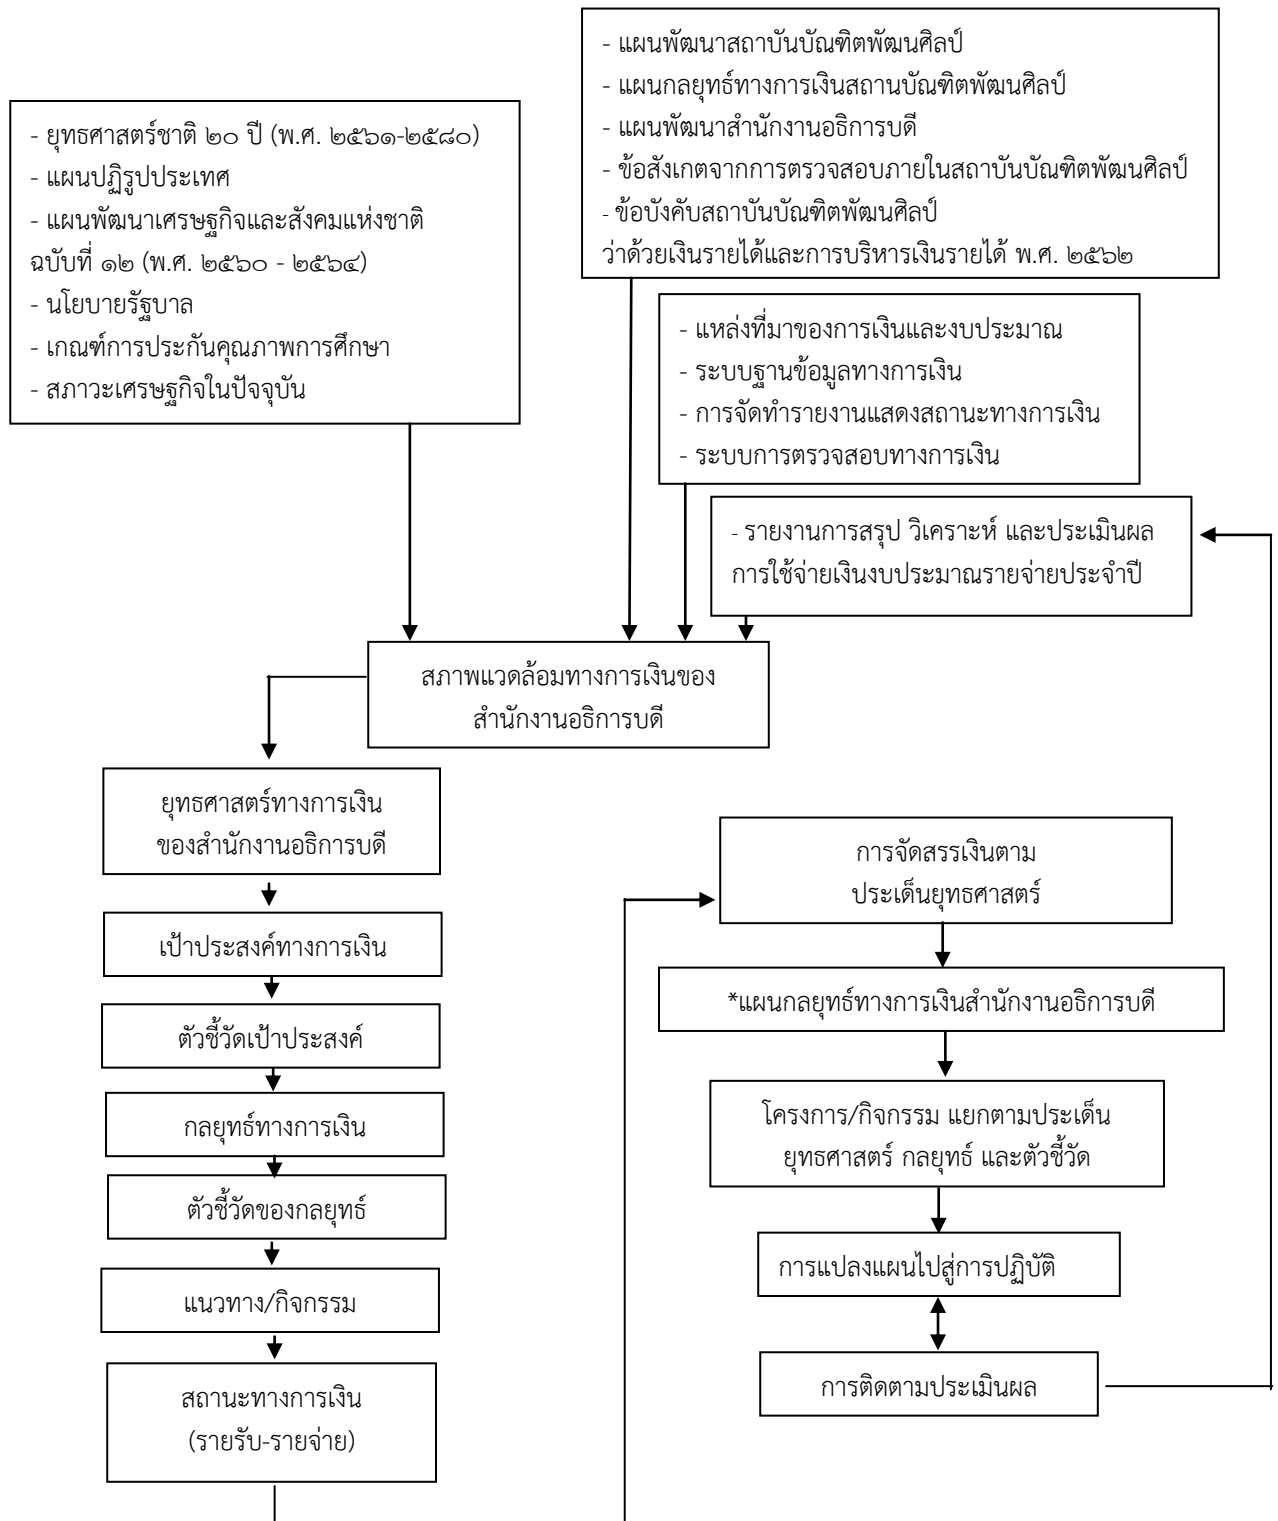 - แผนพัฒนาสถาบันบัณฑิตพัฒนศิลป์
- แผนกลยุทธ์ทางการเงินสถานบัณฑิตพัฒนศิลป์
- แผนพัฒนาสำนักงานอธิการบดี
- ข้อสังเกตจากการตรวจสอบภายในสถาบันบัณฑิตพัฒนศิลป์
- ข้อบังคับสถาบันบัณฑิตพัฒนศิลป์
ว่าด้วยเงินรายได้และการบริหารเงินรายได้ พ.ศ. ๒๕๖๒
- ยุทธศาสตร์ชาติ ๒๐ ปี (พ.ศ. ๒๕๖๑-๒๕๘๐)
- แผนปฏิรูปประเทศ
- แผนพัฒนาเศรษฐกิจและสังคมแห่งชาติ
ฉบับที่ ๑๒ (พ.ศ. ๒๕๖๐ - ๒๕๖๔)
- นโยบายรัฐบาล
- เกณฑ์การประกันคุณภาพการศึกษา
- สภาวะเศรษฐกิจในปัจจุบัน
- แหล่งที่มาของการเงินและงบประมาณ
- ระบบฐานข้อมูลทางการเงิน
- การจัดทำรายงานแสดงสถานะทางการเงิน
- ระบบการตรวจสอบทางการเงิน
- รายงานการสรุป วิเคราะห์ และประเมินผล
การใช้จ่ายเงินงบประมาณรายจ่ายประจำปี
สภาพแวดล้อมทางการเงินของ
สำนักงานอธิการบดี
ยุทธศาสตร์ทางการเงิน
ของสำนักงานอธิการบดี
เป้าประสงค์ทางการเงิน
ตัวชี้วัดเป้าประสงค์
กลยุทธ์ทางการเงิน
ตัวชี้วัดของกลยุทธ์
แนวทาง/กิจกรรม
สถานะทางการเงิน
(รายรับ-รายจ่าย)
การจัดสรรเงินตาม
ประเด็นยุทธศาสตร์
*แผนกลยุทธ์ทางการเงินสำนักงานอธิการบดี
โครงการ/กิจกรรม แยกตามประเด็น
ยุทธศาสตร์ กลยุทธ์ และตัวชี้วัด
การแปลงแผนไปสู่การปฏิบัติ
การติดตามประเมินผล